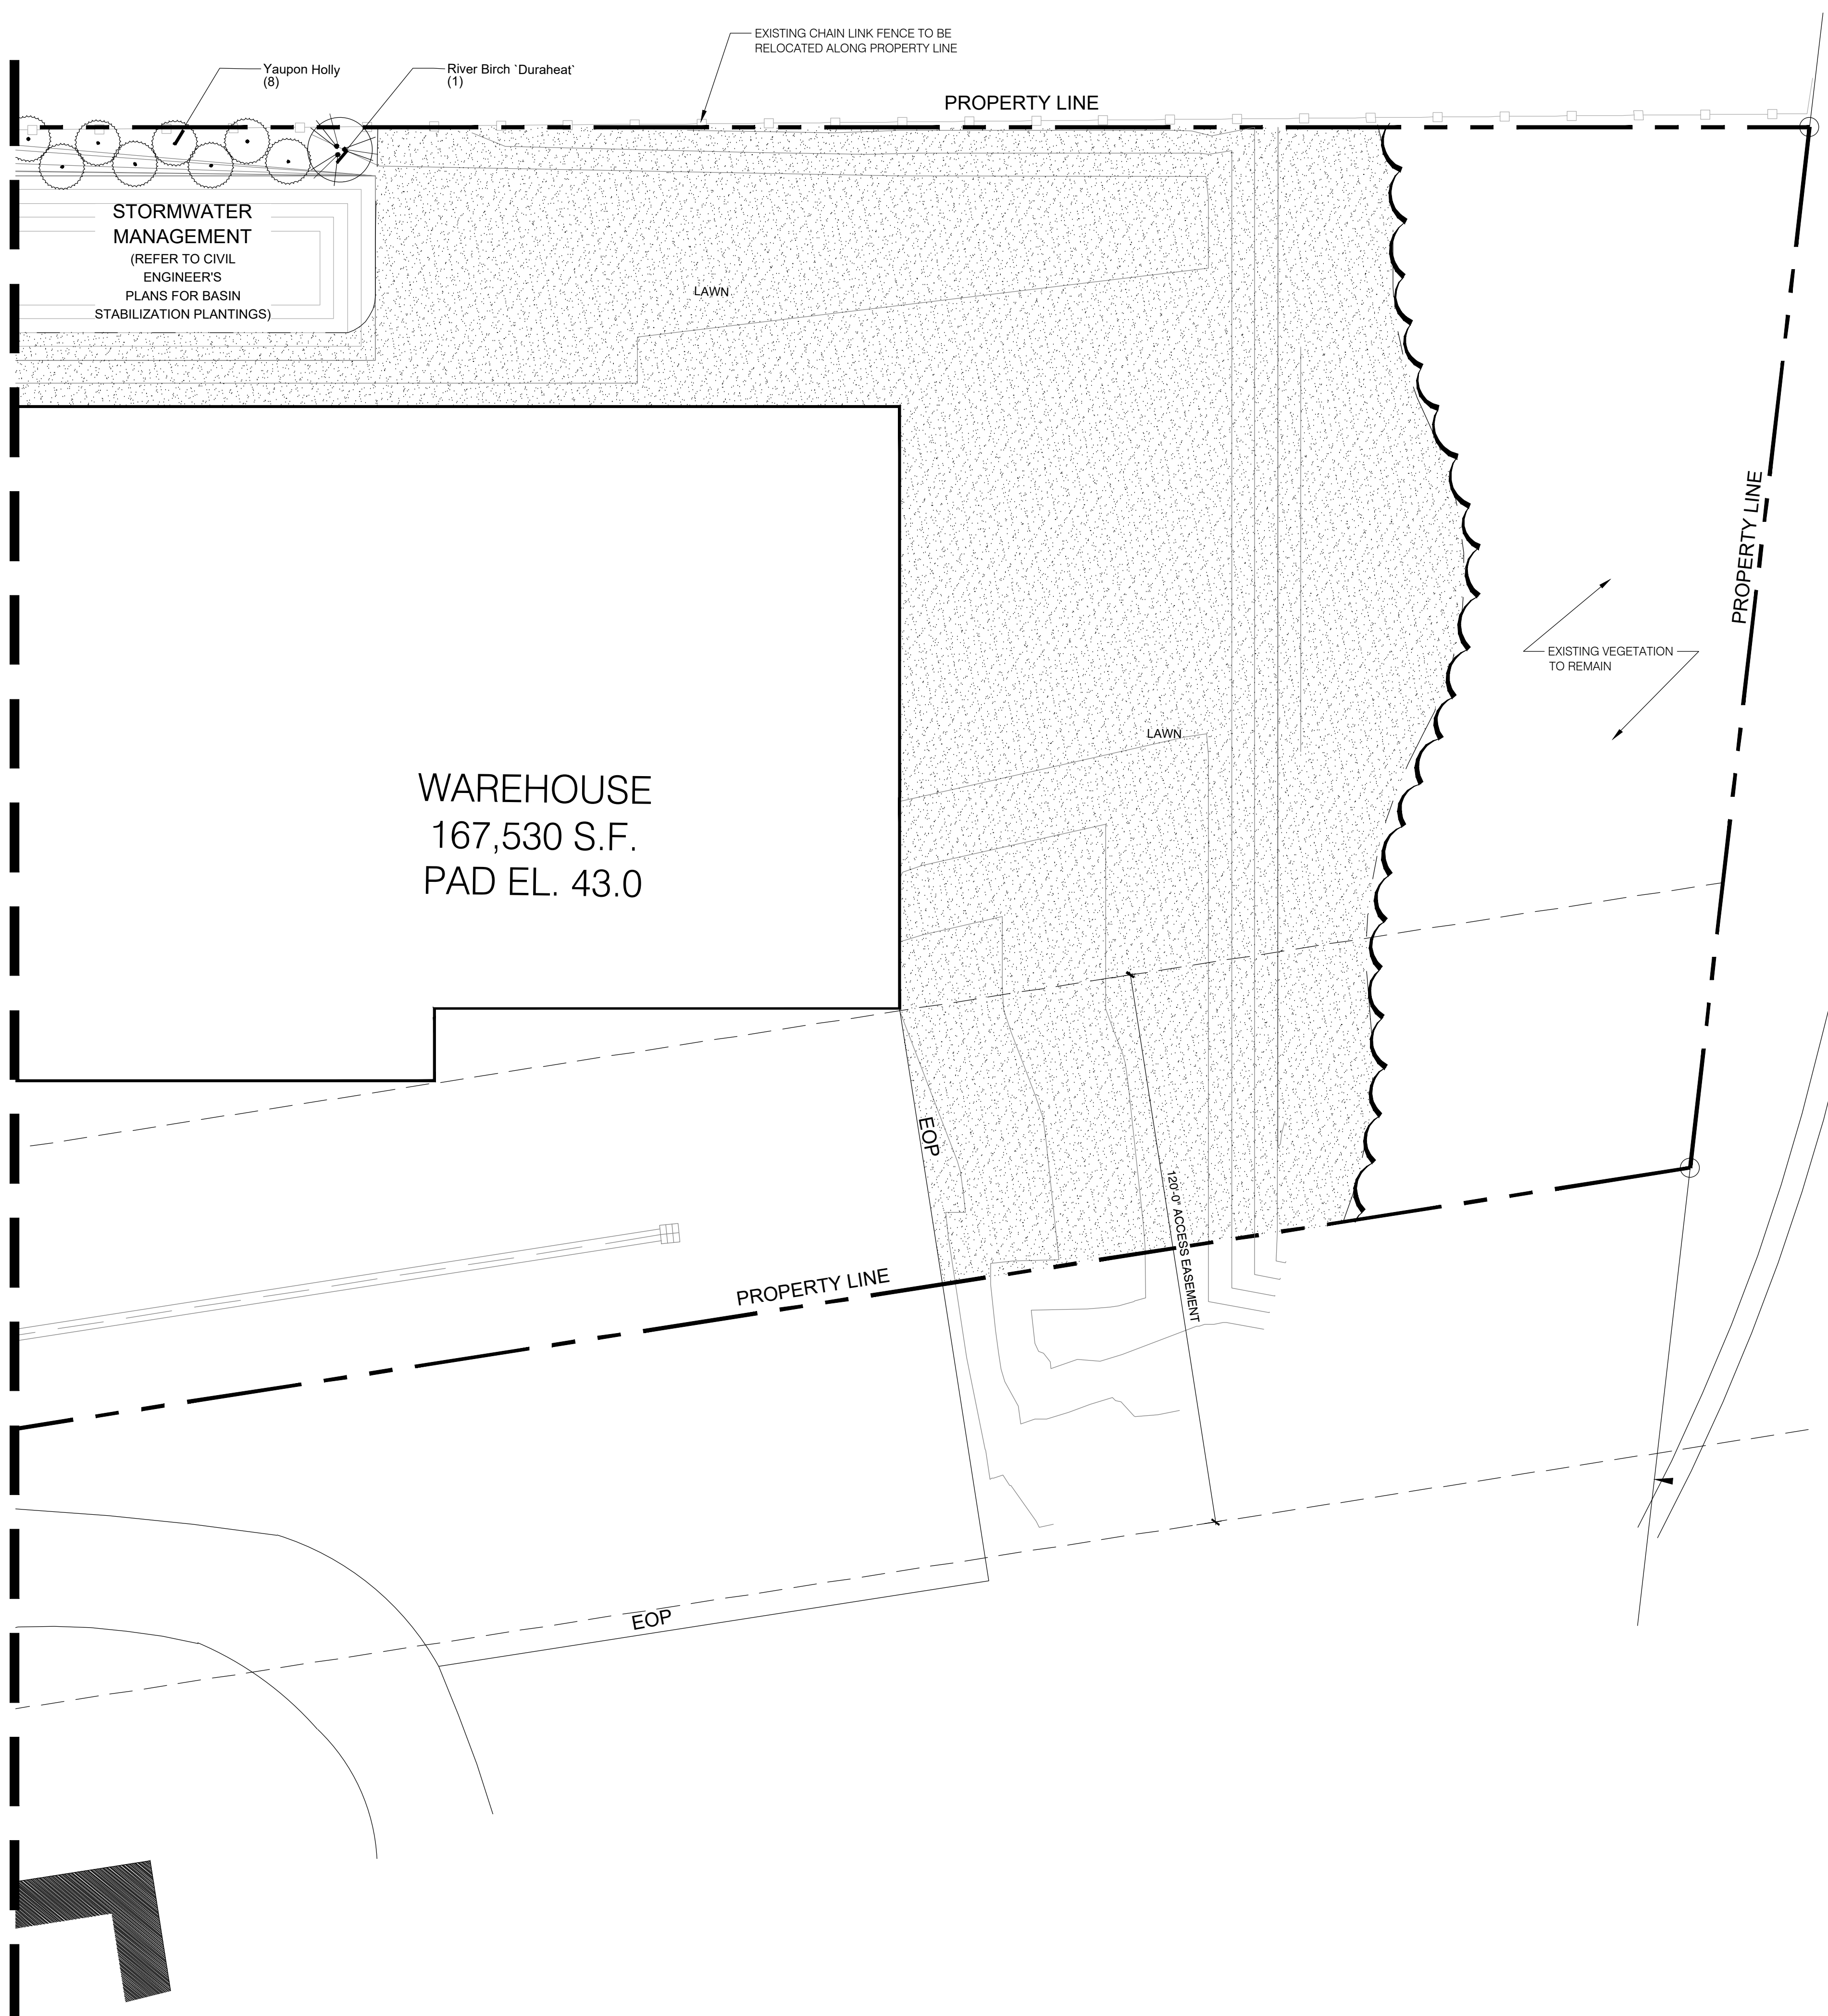 EXISTING CHAIN LINK FENCE TO BE
RELOCATED ALONG PROPERTY LINE
Yaupon Holly
(8)
River Birch `Duraheat`
(1)
PROPERTY LINE
STORMWATER
MANAGEMENT
(REFER TO CIVIL
ENGINEER'S
PLANS FOR BASIN
STABILIZATION PLANTINGS)
LAWN
PROPERTY LINE
EXISTING VEGETATION
TO REMAIN
LAWN
WAREHOUSE
167,530 S.F.
PAD EL. 43.0
EOP
120'-0" ACCESS EASEMENT
PROPERTY LINE
EOP